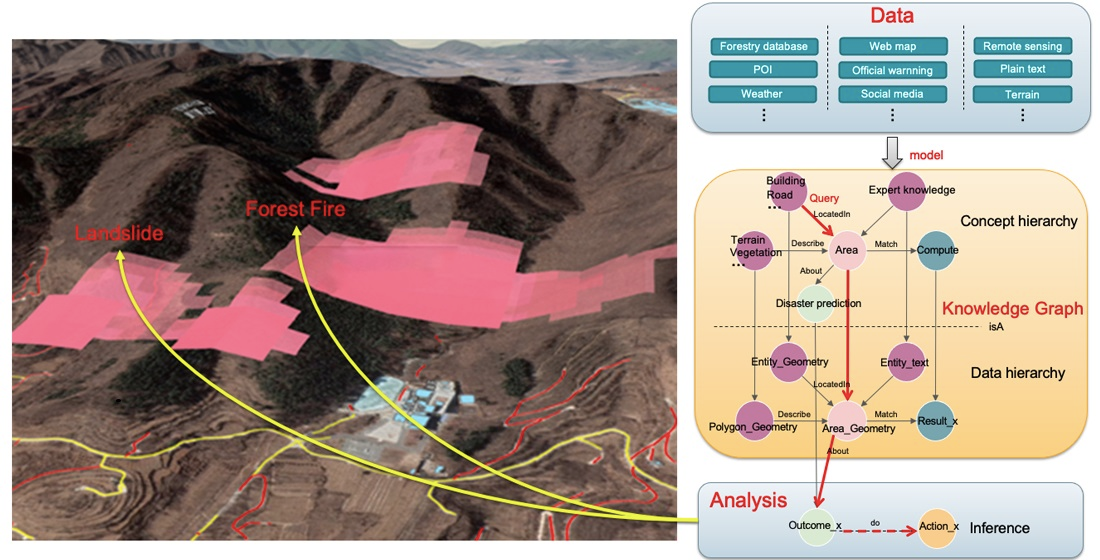 Landslide
Forest Fire
Data
Forestry database
Web map
Remote sensing
POI
Official warnning
Plain text
Weather
Social media
Terrain
model
Building
Road
...
Query
Expert knowledge
LocatedIn
Concept hierarchy
Terrain
Vegetation
...
Describe
Area
Match
Compute
About
Disaster prediction
Knowledge Graph
isA
Entity_Geometry
Entity_text
Data hierarchy
LocatedIn
Polygon_Geometry
Describe
Area_Geometry
Match
Result_x
About
Analysis
Outcome_x
do
Action_x
Inference